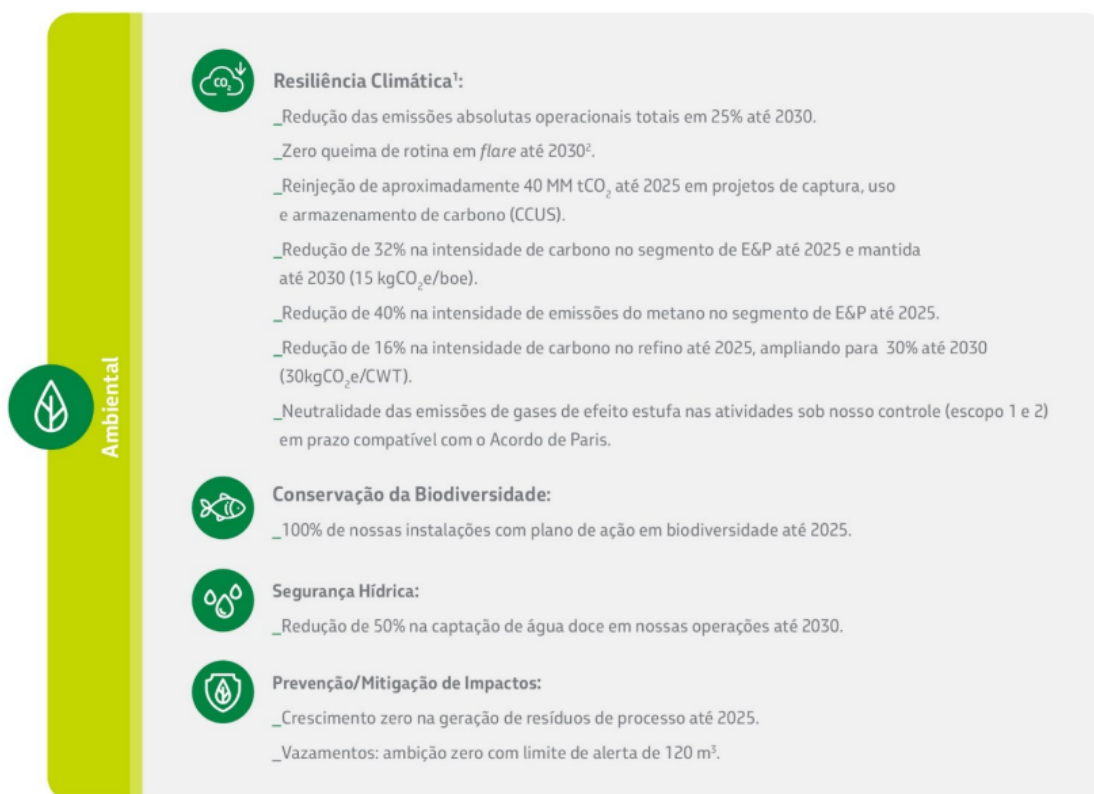 Ambiental
CO₂
Resiliência Climática¹:
_Redução das emissões absolutas operacionais totais em 25% até 2030.
_Zero queima de rotina em flare até 2030².
_Reinjeção de aproximadamente 40 MM tCO₂ até 2025 em projetos de captura, uso
e armazenamento de carbono (CCUS).
_Redução de 32% na intensidade de carbono no segmento de E&P até 2025 e mantida
até 2030 (15 kgCO₂e/boe).
_Redução de 40% na intensidade de emissões do metano no segmento de E&P até 2025.
_Redução de 16% na intensidade de carbono no refino até 2025, ampliando para 30% até 2030
(30kgCO₂e/CWT).
_Neutralidade das emissões de gases de efeito estufa nas atividades sob nosso controle (escopo 1 e 2)
em prazo compatível com o Acordo de Paris.
Conservação da Biodiversidade:
_100% de nossas instalações com plano de ação em biodiversidade até 2025.
Segurança Hídrica:
_Redução de 50% na captação de água doce em nossas operações até 2030.
Prevenção/Mitigação de Impactos:
_Crescimento zero na geração de resíduos de processo até 2025.
_Vazamentos: ambição zero com limite de alerta de 120 m³.